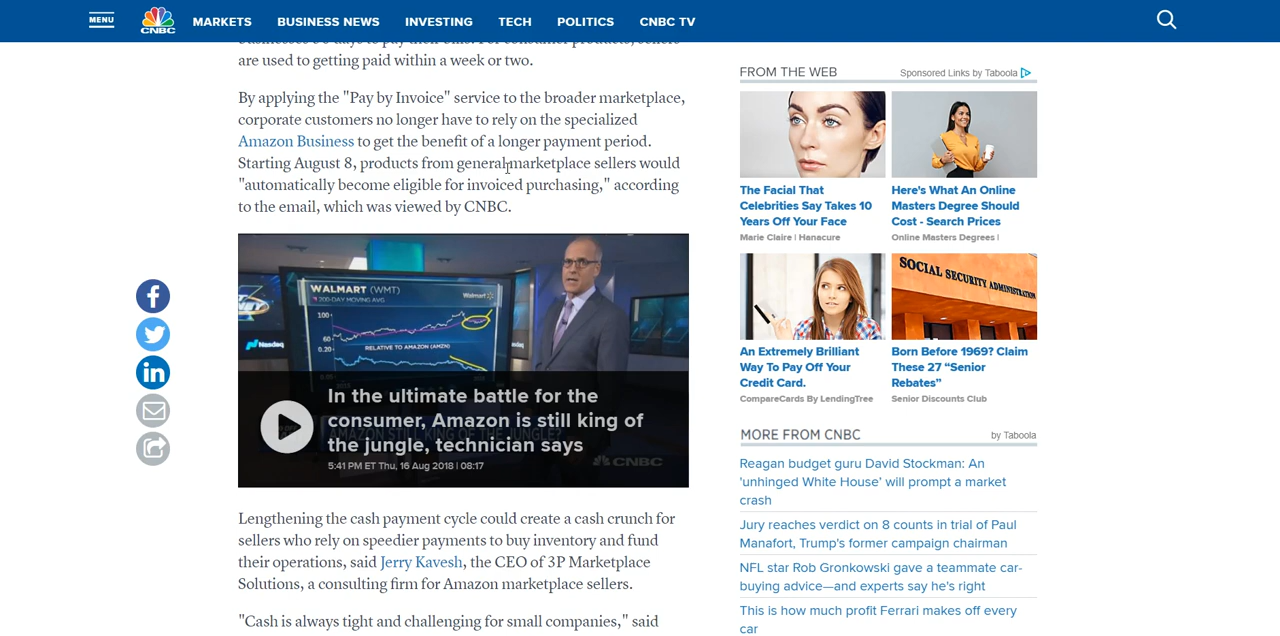 MENU
CNBC
MARKETS
BUSINESS NEWS
INVESTING
TECH
POLITICS
CNBC TV
are used to getting paid within a week or two.
By applying the "Pay by Invoice" service to the broader marketplace,
corporate customers no longer have to rely on the specialized
Amazon Business to get the benefit of a longer payment period.
Starting August 8, products from general marketplace sellers would
"automatically become eligible for invoiced purchasing," according
to the email, which was viewed by CNBC.
WALMART (WMT)
200-DAY MOVING AVG
Walmart
100
60
0.20
RELATIVE TO AMAZON (AMZN)
Nasdaq
In the ultimate battle for the
consumer, Amazon is still king of
the jungle, technician says
5:41 PM ET Thu, 16 Aug 2018 | 08:17
CNBC
Lengthening the cash payment cycle could create a cash crunch for
sellers who rely on speedier payments to buy inventory and fund
their operations, said Jerry Kavesh, the CEO of 3P Marketplace
Solutions, a consulting firm for Amazon marketplace sellers.
"Cash is always tight and challenging for small companies," said
FROM THE WEB
Sponsored Links by Taboola
The Facial That
Celebrities Say Takes 10
Years Off Your Face
Marie Claire | Hanacure
Here's What An Online
Masters Degree Should
Cost - Search Prices
Online Masters Degrees |
An Extremely Brilliant
Way To Pay Off Your
Credit Card.
CompareCards By LendingTree
SOCIAL SECURITY ADMINISTRATION
Born Before 1969? Claim
These 27 “Senior
Rebates”
Senior Discounts Club
MORE FROM CNBC
by Taboola
Reagan budget guru David Stockman: An
'unhinged White House’ will prompt a market
crash
Jury reaches verdict on 8 counts in trial of Paul
Manafort, Trump's former campaign chairman
NFL star Rob Gronkowski gave a teammate car-
buying advice—and experts say he's right
This is how much profit Ferrari makes off every
car